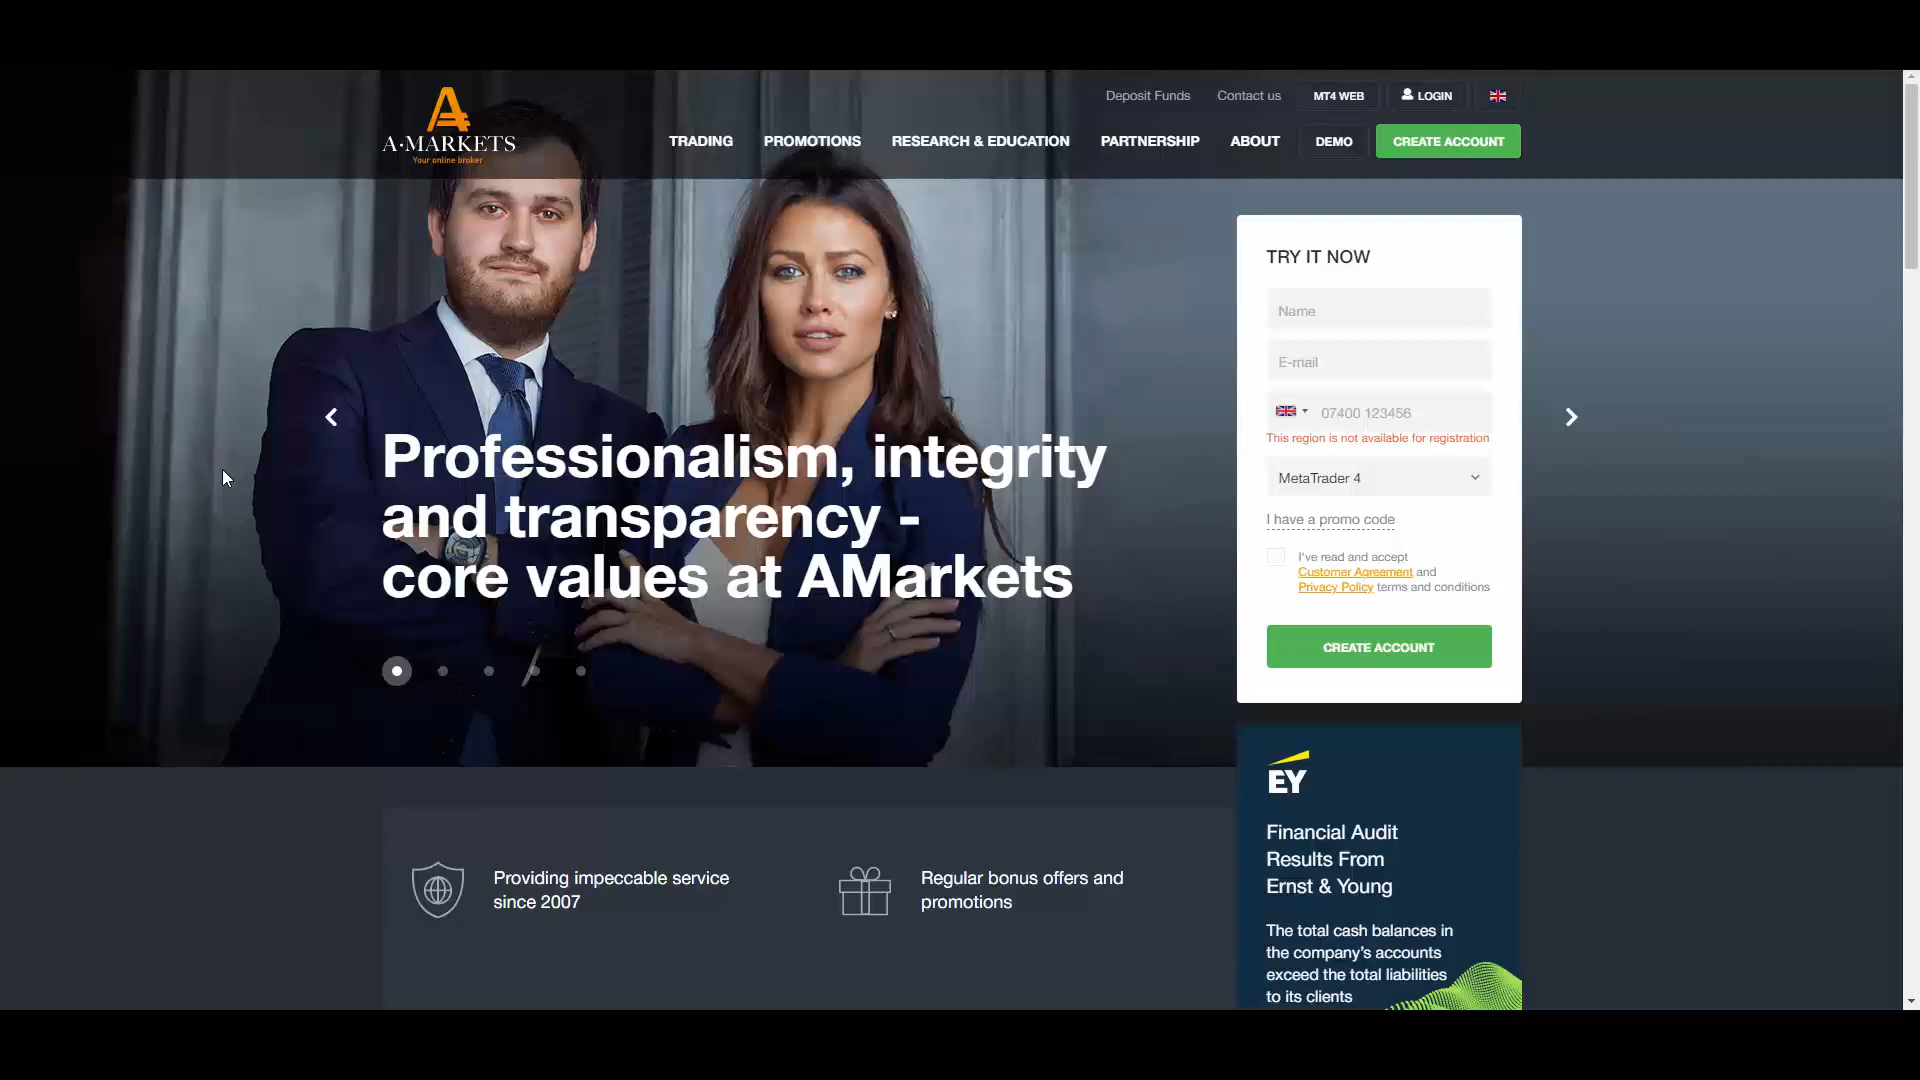 A·MARKETS
Your online broker
Deposit Funds
Contact us
MT4 WEB
LOGIN
TRADING
PROMOTIONS
RESEARCH & EDUCATION
PARTNERSHIP
ABOUT
DEMO
CREATE ACCOUNT
Professionalism, integrity
and transparency -
core values at AMarkets
TRY IT NOW
Name
E-mail
07400 123456
This region is not available for registration
MetaTrader 4
I have a promo code
I've read and accept
Customer Agreement and
Privacy Policy terms and conditions
CREATE ACCOUNT
Providing impeccable service
since 2007
Regular bonus offers and
promotions
EY
Financial Audit
Results From
Ernst & Young
The total cash balances in
the company's accounts
exceed the total liabilities
to its clients